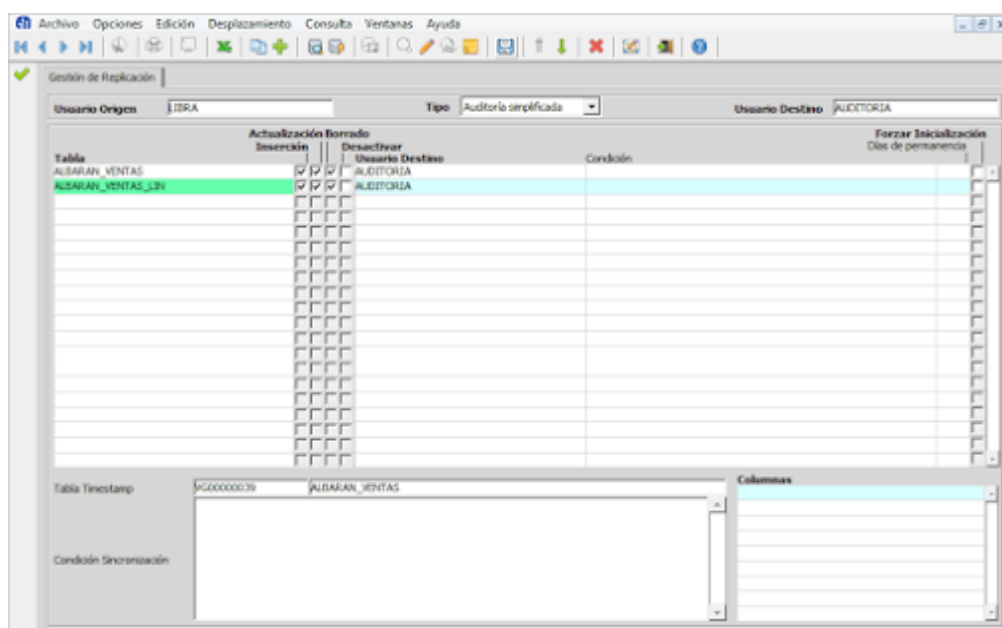 Archivo Opciones Edición Desplazamiento Consulta Ventanas Ayuda
Gestión de Replicación
Usuario Origen LIBRA Tipo Auditoría simplificada Usuario Destino AUDITORIA
Actualización Borrado Forzar Inicialización
Inserción Desactivar Días de permanencia
Tabla Usuario Destino Condición
ALBARAN_VENTAS AUDITORIA
ALBARAN_VENTAS_LIN AUDITORIA
Columnas
Tabla Timestamp VG00000039 ALBARAN_VENTAS
Condición Sincronización